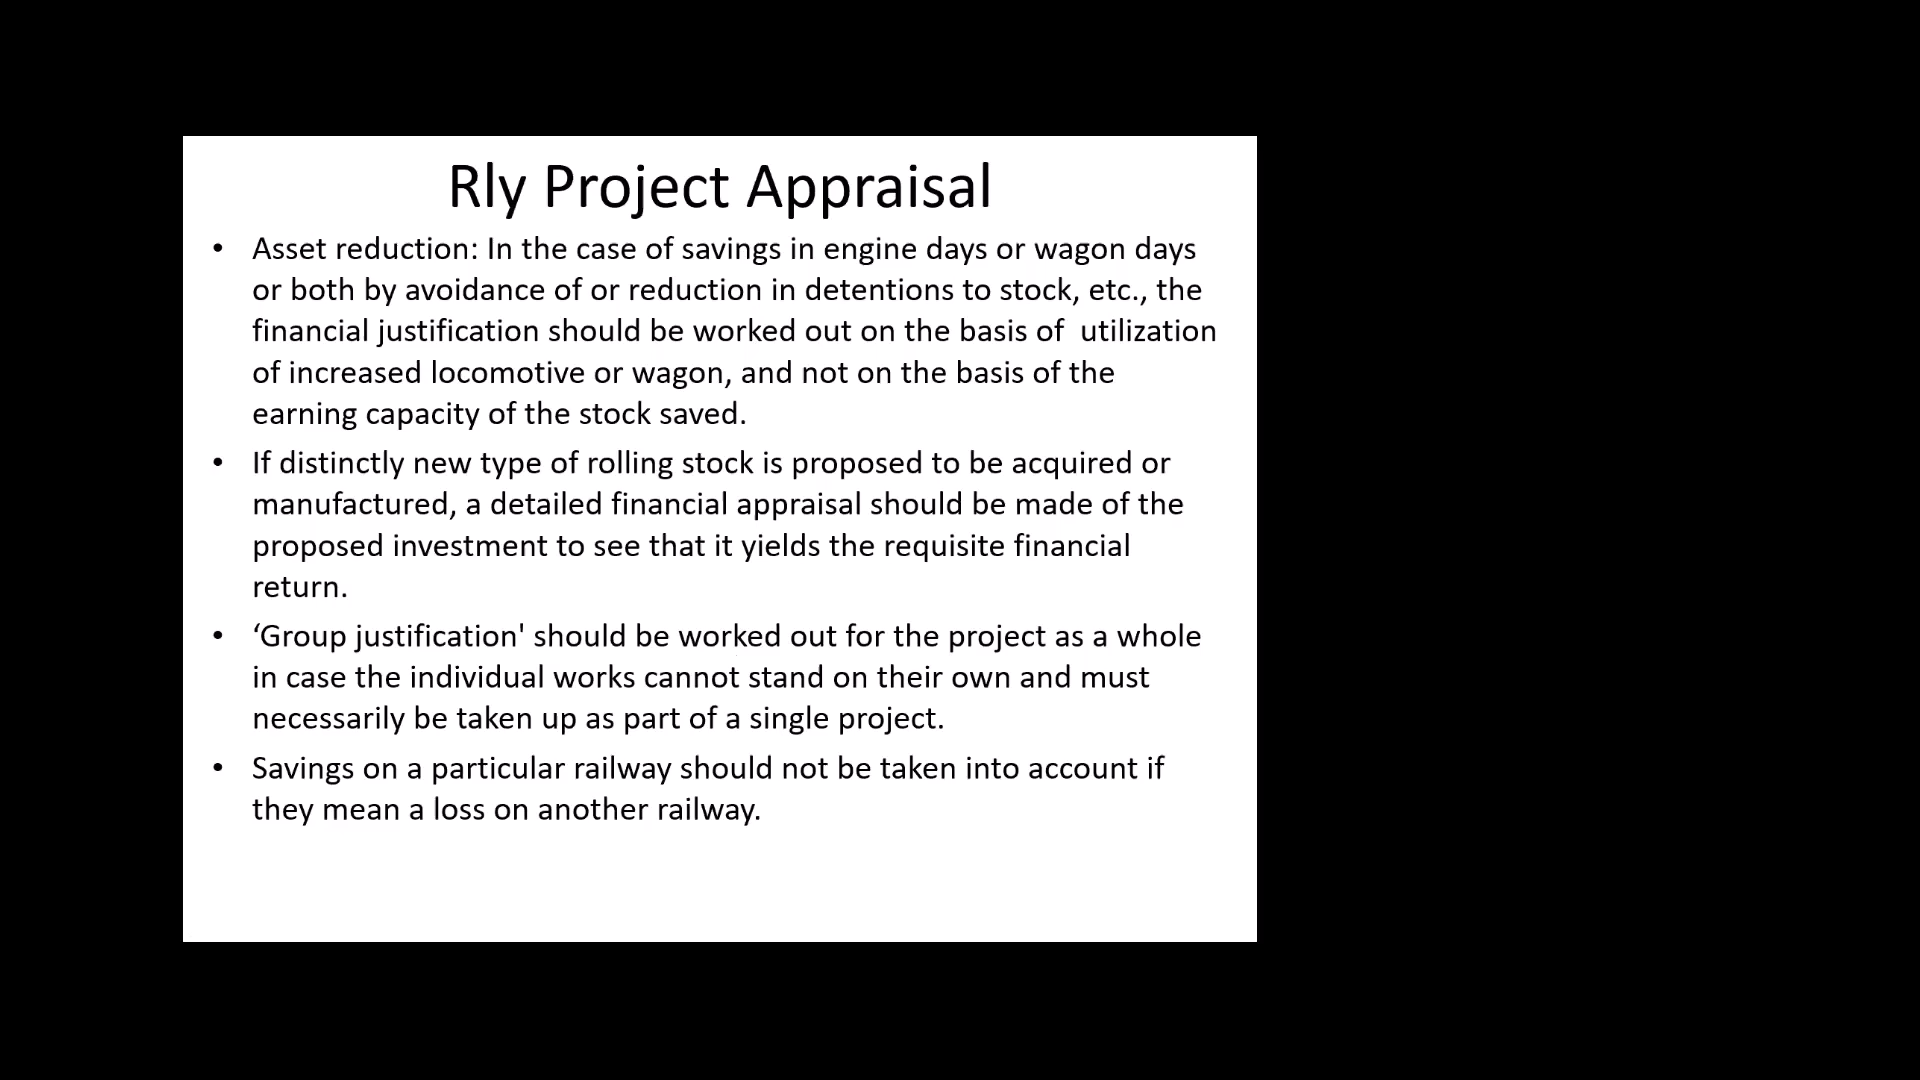 Rly Project Appraisal
• Asset reduction: In the case of savings in engine days or wagon days
or both by avoidance of or reduction in detentions to stock, etc., the
financial justification should be worked out on the basis of  utilization
of increased locomotive or wagon, and not on the basis of the
earning capacity of the stock saved.
• If distinctly new type of rolling stock is proposed to be acquired or
manufactured, a detailed financial appraisal should be made of the
proposed investment to see that it yields the requisite financial
return.
• ‘Group justification' should be worked out for the project as a whole
in case the individual works cannot stand on their own and must
necessarily be taken up as part of a single project.
• Savings on a particular railway should not be taken into account if
they mean a loss on another railway.